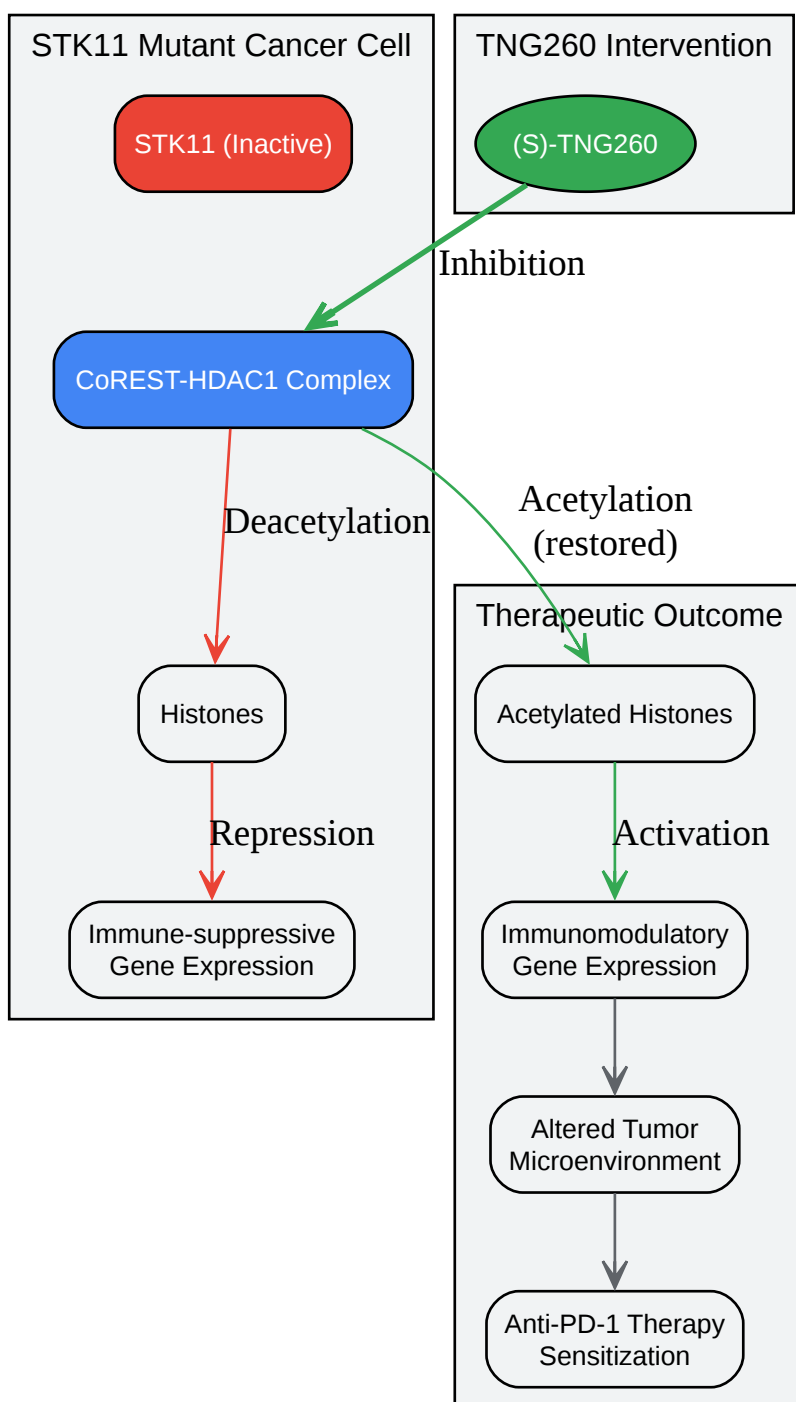 STK11 Mutant Cancer Cell
TNG260 Intervention
STK11 (Inactive)
(S)-TNG260
Inhibition
CoREST-HDAC1 Complex
Deacetylation
Acetylation
(restored)
Therapeutic Outcome
Histones
Acetylated Histones
Repression
Activation
Immune-suppressive
Gene Expression
Immunomodulatory
Gene Expression
Altered Tumor
Microenvironment
Anti-PD-1 Therapy
Sensitization